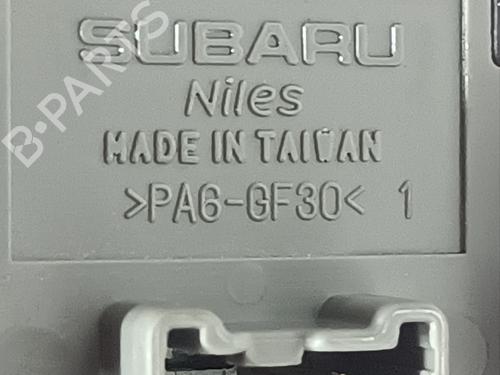 SUBARU
Niles
MADE IN TAIWAN
>PA6-GF30< 1
B-PARTS